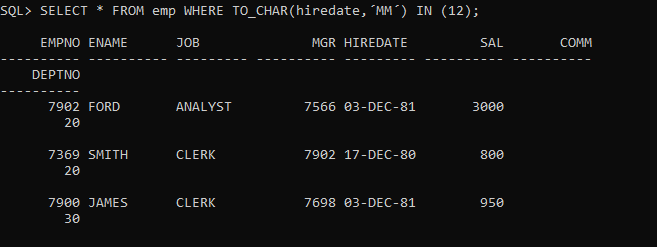 SQL> SELECT * FROM emp WHERE TO_CHAR(hiredate,´MM´) IN (12);
     EMPNO ENAME      JOB              MGR HIREDATE         SAL       COMM
---------- ---------- --------- ---------- --------- ---------- ----------
    DEPTNO
----------
      7902 FORD       ANALYST         7566 03-DEC-81       3000
        20
      7369 SMITH      CLERK           7902 17-DEC-80        800
        20
      7900 JAMES      CLERK           7698 03-DEC-81        950
        30